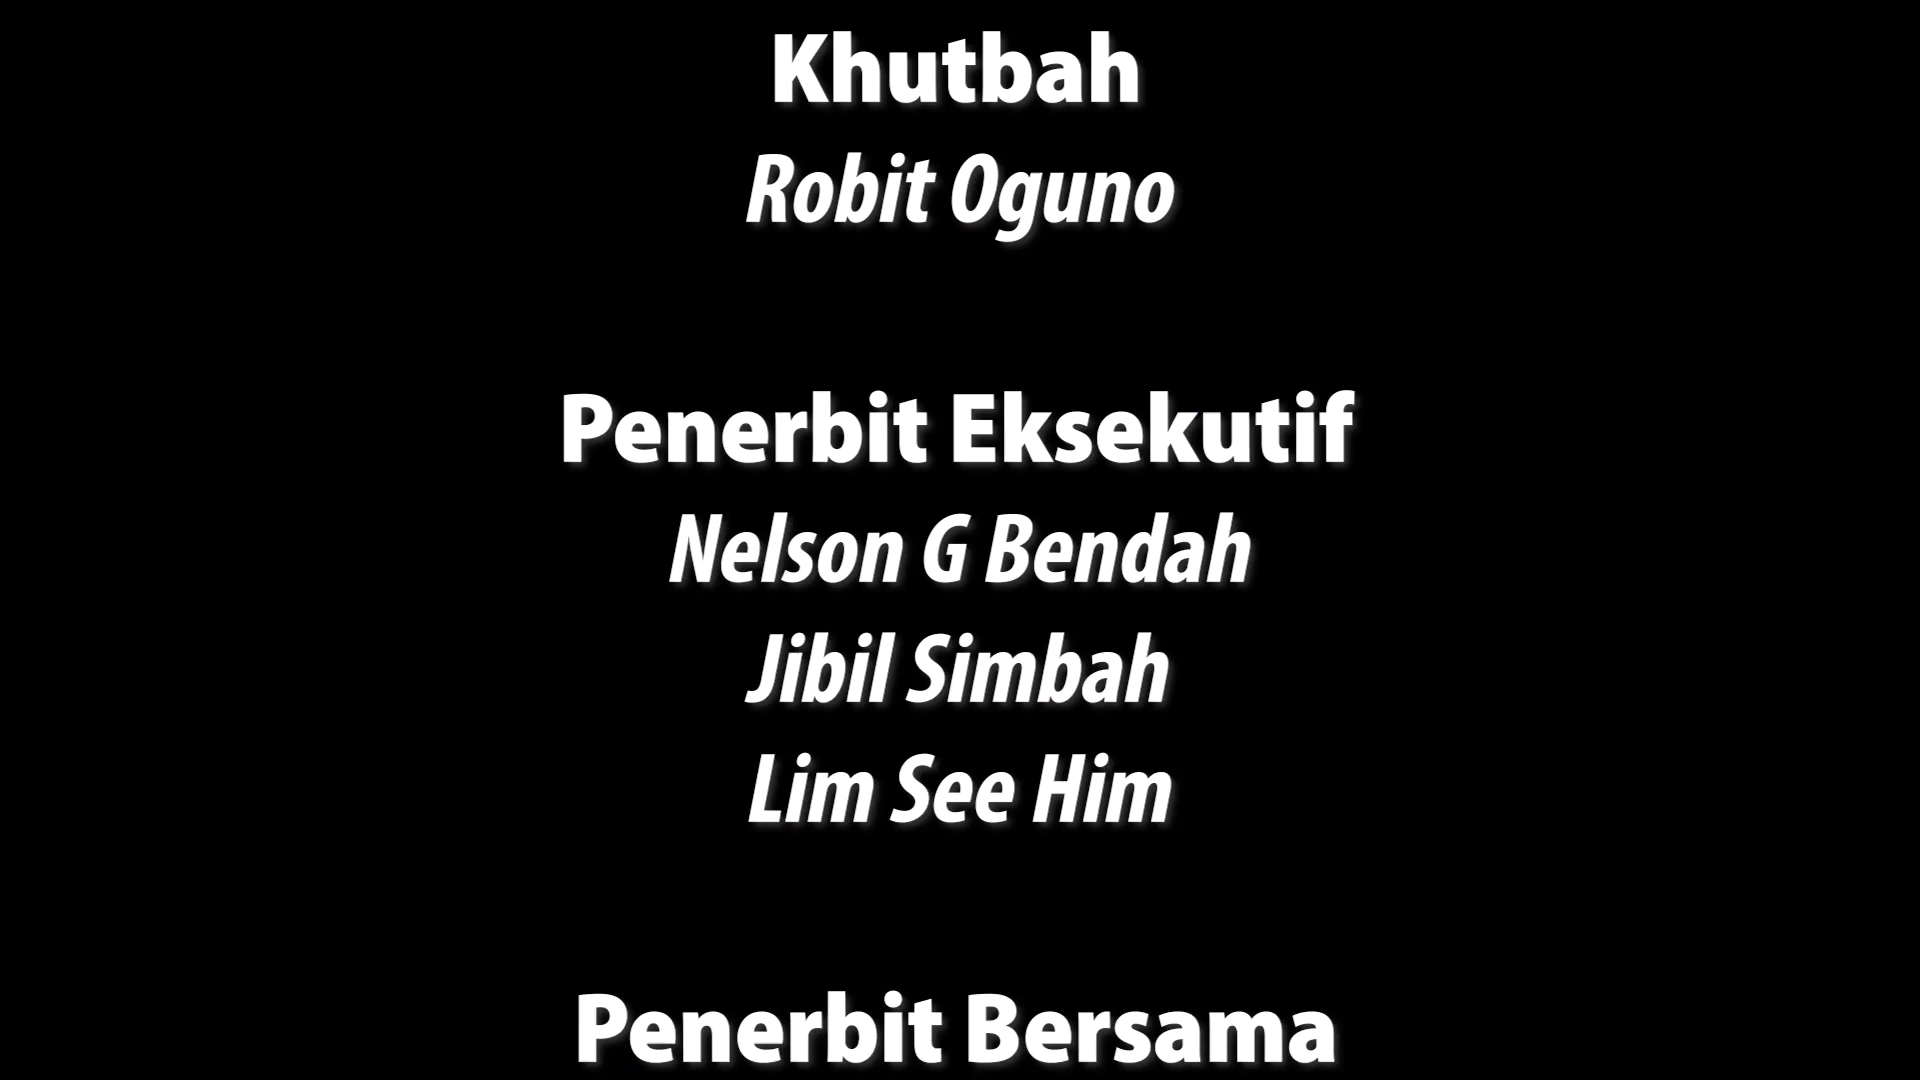 Khutbah
Robit Oguno
Penerbit Eksekutif
Nelson G Bendah
Jibil Simbah
Lim See Him
Penerbit Bersama